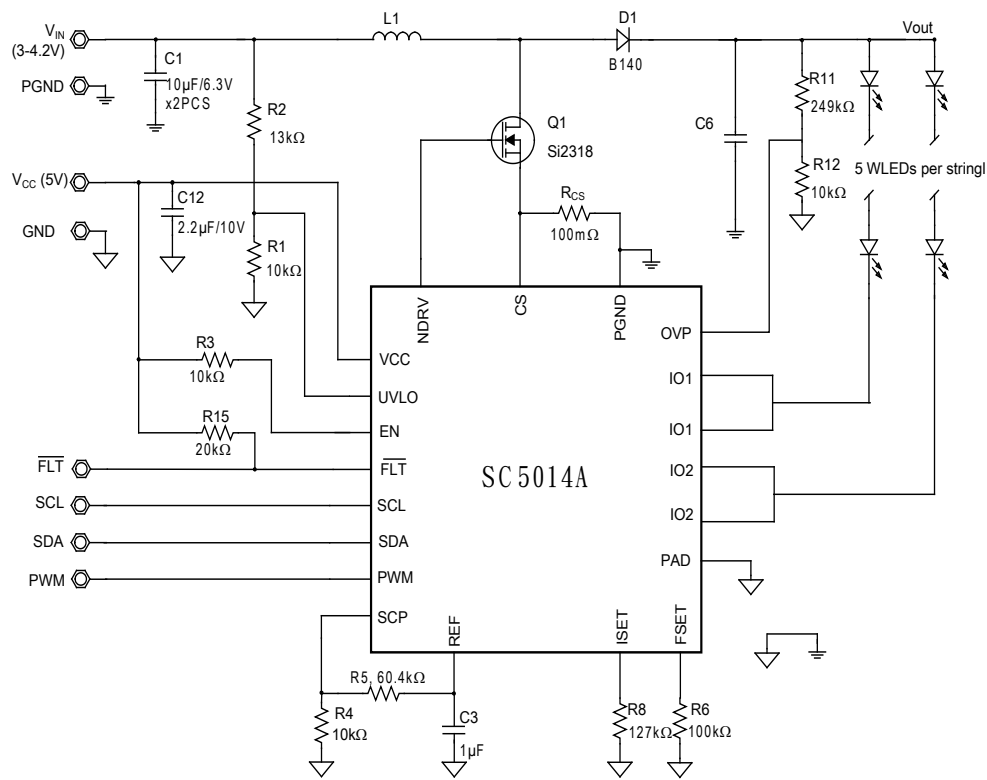 V_IN
(3-4.2V)
PGND
C1
10µF/6.3V
x2PCS
R2
13kΩ
L1
D1
B140
Vout
Q1
Si2318
C6
R11
249kΩ
R12
10kΩ
5 WLEDs per stringl
V_CC (5V)
GND
C12
2.2µF/10V
R1
10kΩ
R_CS
100mΩ
NDRV
CS
PGND
R3
10kΩ
R15
20kΩ
FLT
SCL
SDA
PWM
VCC
UVLO
EN
FLT
SCL
SDA
PWM
SCP
SC5014A
OVP
IO1
IO1
IO2
IO2
PAD
REF
ISET
FSET
R5, 60.4kΩ
R4
10kΩ
C3
1µF
R8
127kΩ
R6
100kΩ